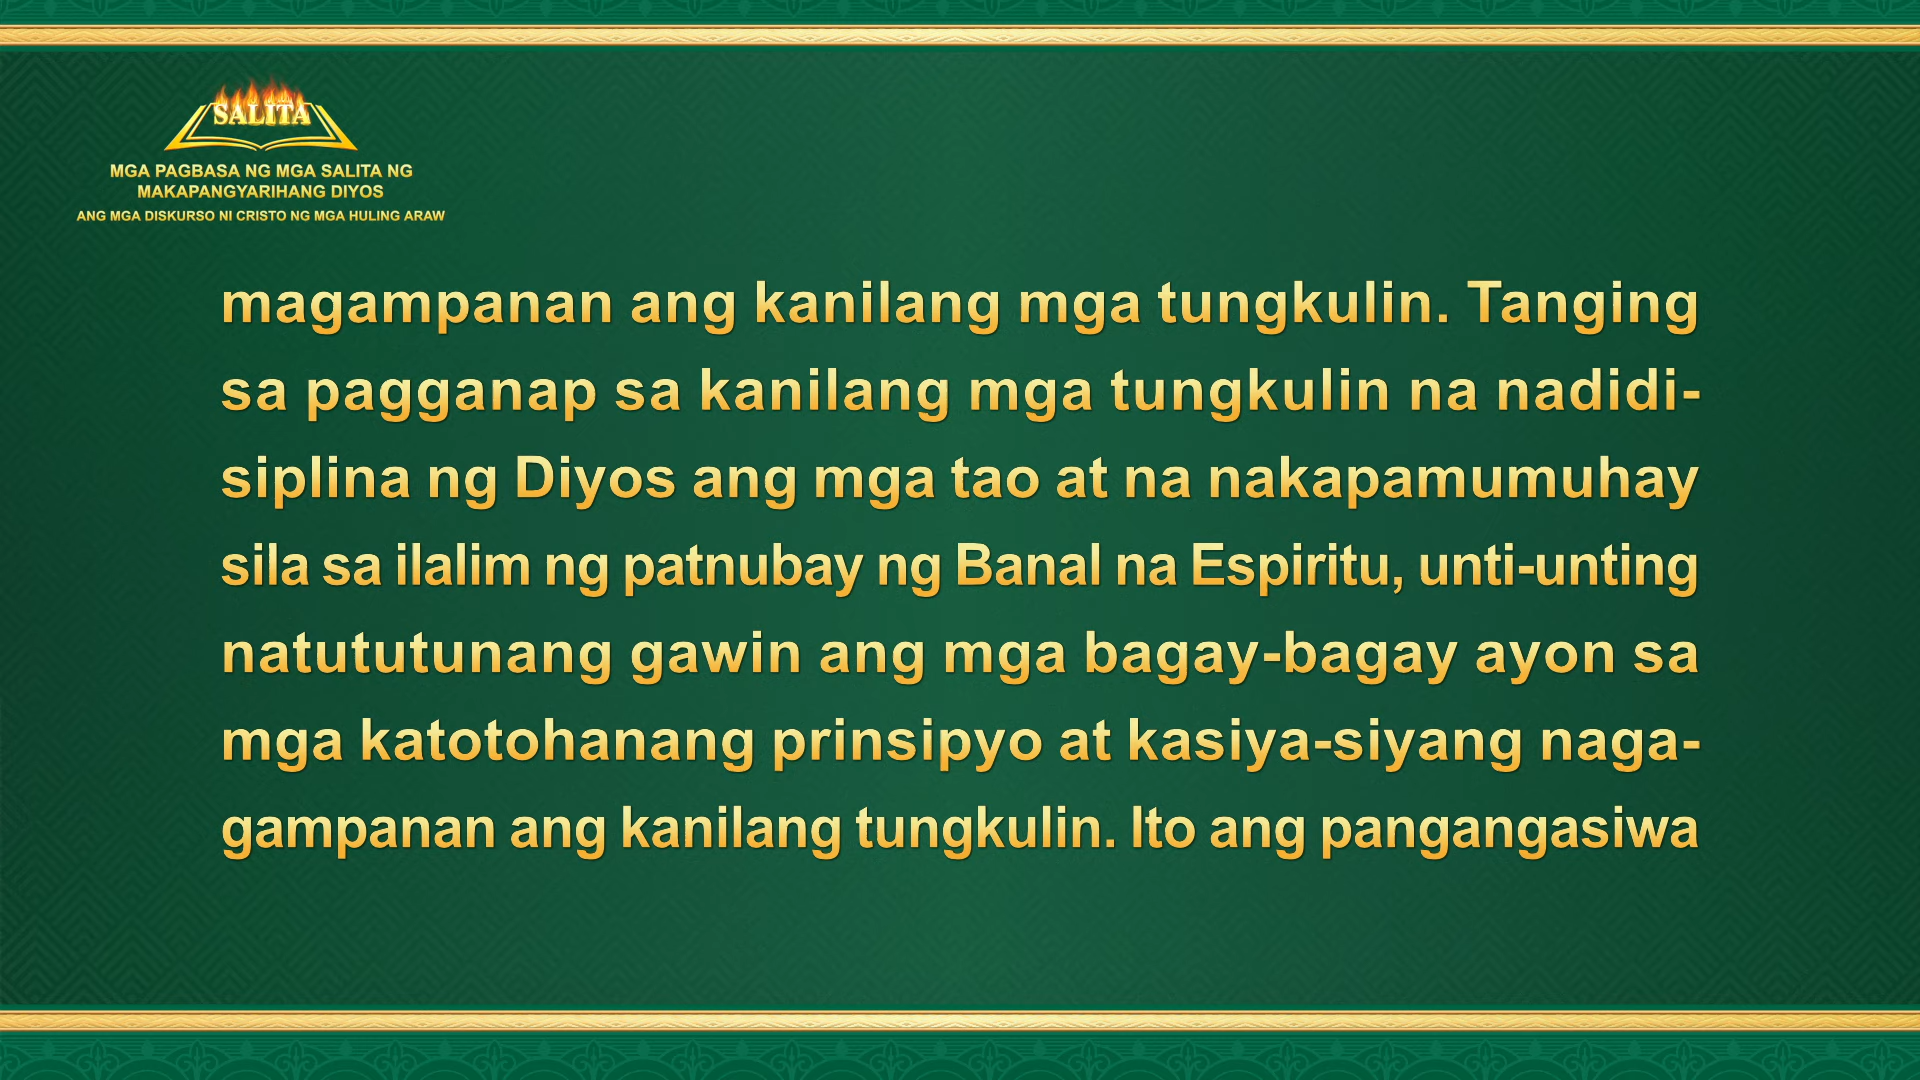 SALITA
MGA PAGBASA NG MGA SALITA NG
MAKAPANGYARIHANG DIYOS
ANG MGA DISKURSO NI CRISTO NG MGA HULING ARAW
magampanan ang kanilang mga tungkulin. Tanging
sa pagganap sa kanilang mga tungkulin na nadidi-
siplina ng Diyos ang mga tao at na nakapamumuhay
sila sa ilalim ng patnubay ng Banal na Espiritu, unti-unting
natututunang gawin ang mga bagay-bagay ayon sa
mga katotohanang prinsipyo at kasiya-siyang naga-
gampanan ang kanilang tungkulin. Ito ang pangangasiwa